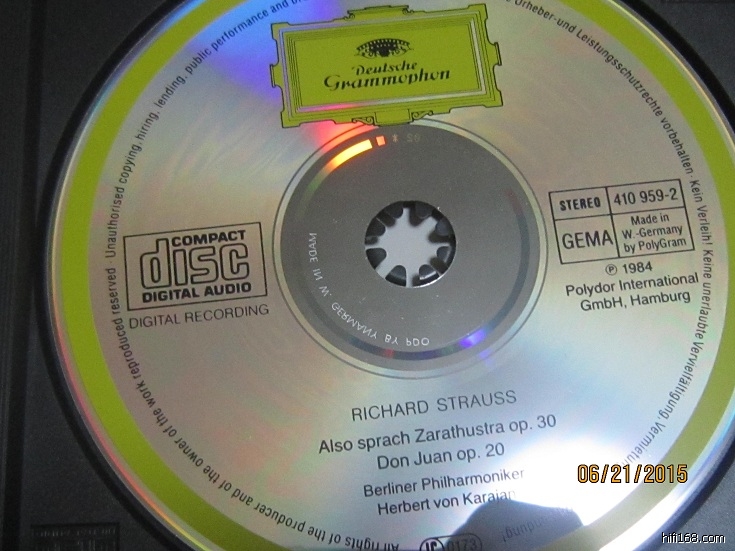 Deutsche
Grammophon
STEREO 410 959-2
GEMA Made in
W.-Germany
by PolyGram
℗ 1984
Polydor International
GmbH, Hamburg
COMPACT
disc
DIGITAL AUDIO
DIGITAL RECORDING
MADE IN W. GERMANY BY PDO
RICHARD STRAUSS
Also sprach Zarathustra op. 30
Don Juan op. 20
Berliner Philharmoniker
Herbert von Karajan
All rights of the producer and of the owner of the work reproduced reserved · Unauthorised copying, hiring, lending, public performance and
Urheber-und Leistungsschutzrechte vorbehalten · Kein Verleih! Keine unerlaubte Vervielfältigung, Vermietung
0173
06/21/2015
hifi168.com